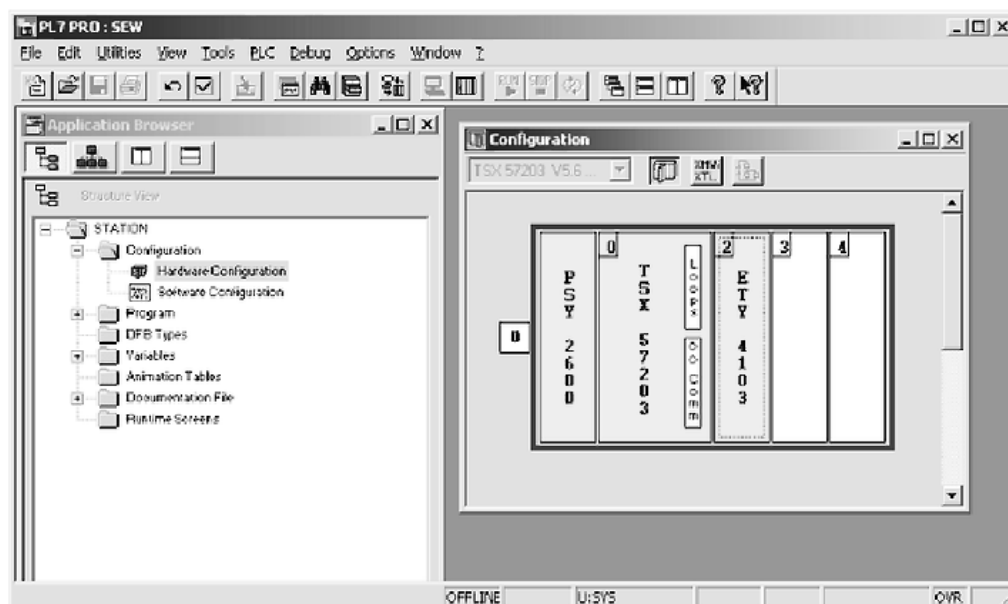 PL7 PRO : SEW
File Edit Utilities View Tools PLC Debug Options Window ?
RUN STOP
Application Browser
Structure View
STATION
Configuration
Hardware Configuration
Software Configuration
Program
DFB Types
Variables
Animation Tables
Documentation File
Runtime Screens
Configuration
TSX 57203 V5.6 ...
0
PSY 2600
0
TSX 57203
Loops
Comm
2
ETY 4103
3
4
OFFLINE U:SYS OVR